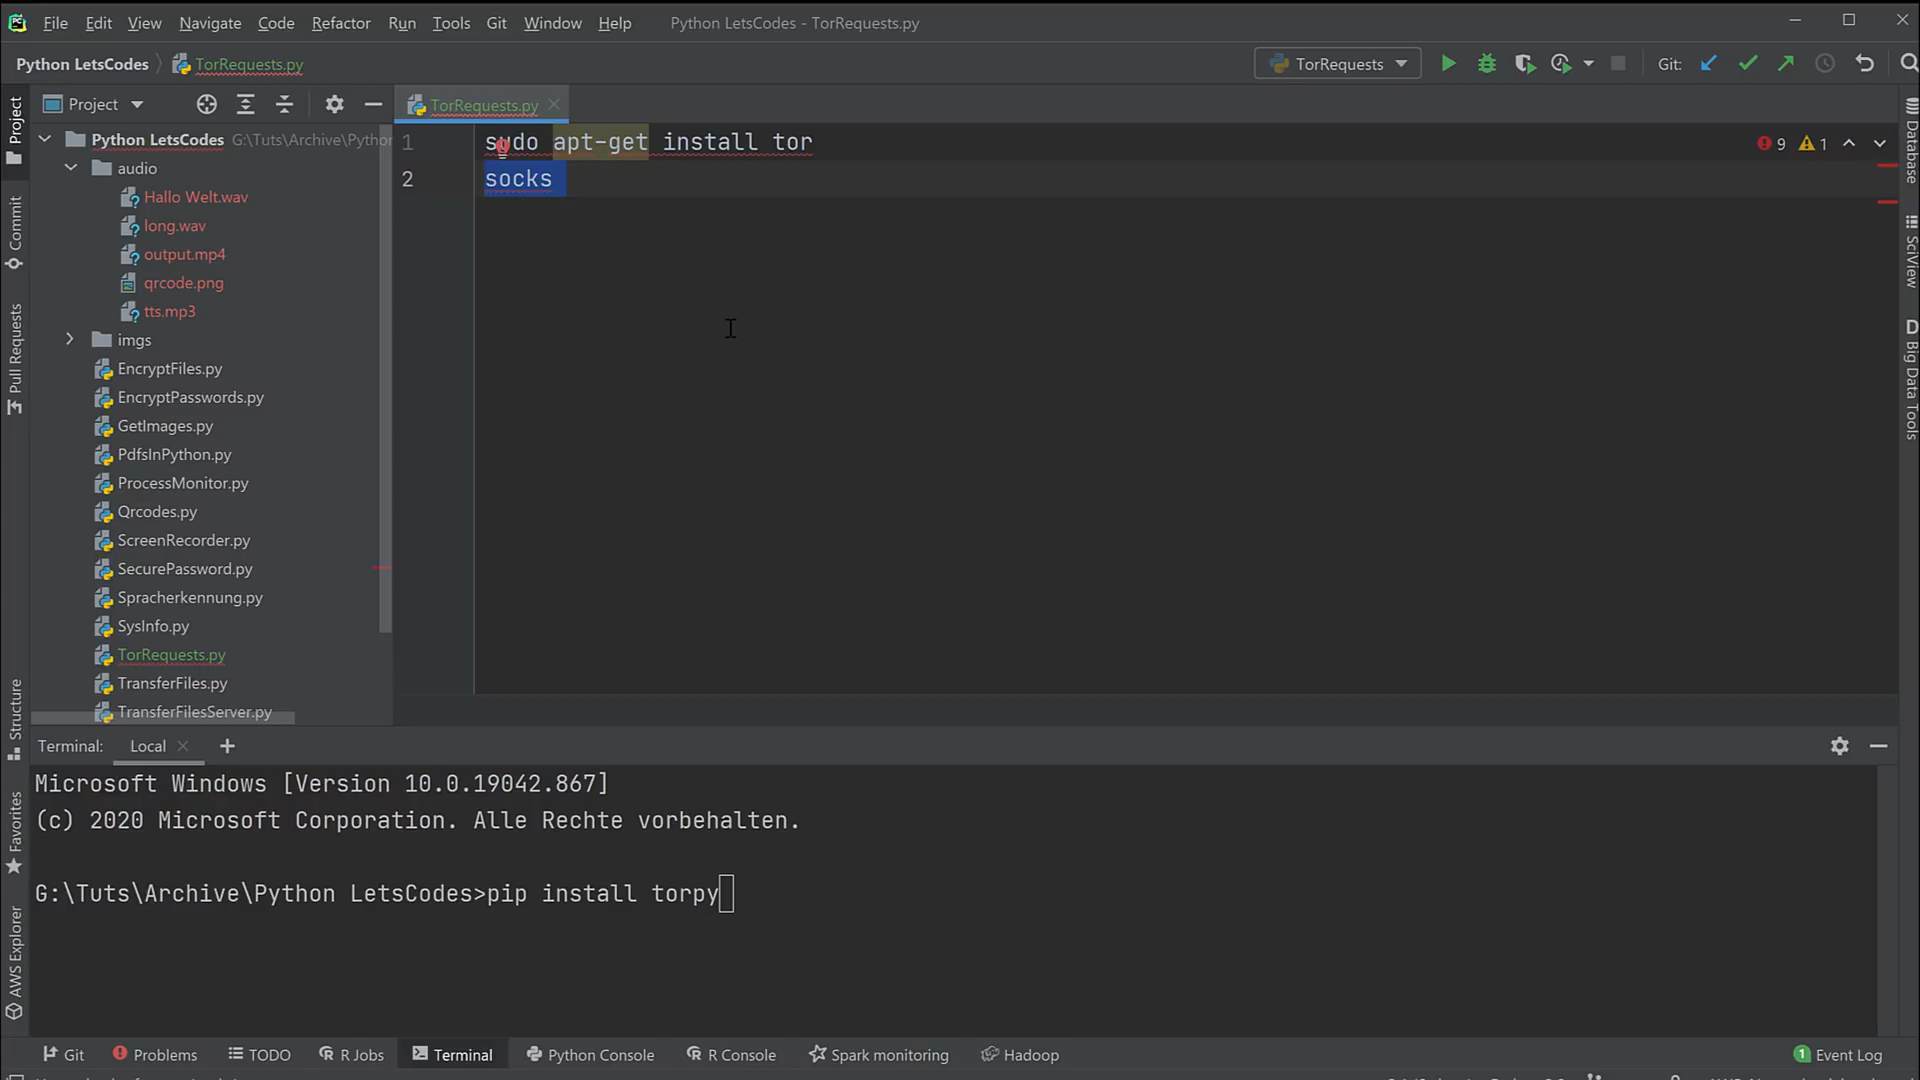 File Edit View Navigate Code Refactor Run Tools Git Window Help Python LetsCodes - TorRequests.py
Python LetsCodes TorRequests.py TorRequests Git:
Project
TorRequests.py
Python LetsCodes G:\Tuts\Archive\Python
audio
Hallo Welt.wav
long.wav
output.mp4
qrcode.png
tts.mp3
imgs
EncryptFiles.py
EncryptPasswords.py
GetImages.py
PdfsInPython.py
ProcessMonitor.py
Qrcodes.py
ScreenRecorder.py
SecurePassword.py
Spracherkennung.py
SysInfo.py
TorRequests.py
TransferFiles.py
TransferFilesServer.py
1 sudo apt-get install tor
2 socks
9 1
Project
Commit
Pull Requests
Structure
Favorites
AWS Explorer
Database
SciView
D Big Data Tools
Terminal: Local
Microsoft Windows [Version 10.0.19042.867]
(c) 2020 Microsoft Corporation. Alle Rechte vorbehalten.
G:\Tuts\Archive\Python LetsCodes>pip install torpy
Git Problems TODO R Jobs Terminal Python Console R Console Spark monitoring Hadoop 1 Event Log